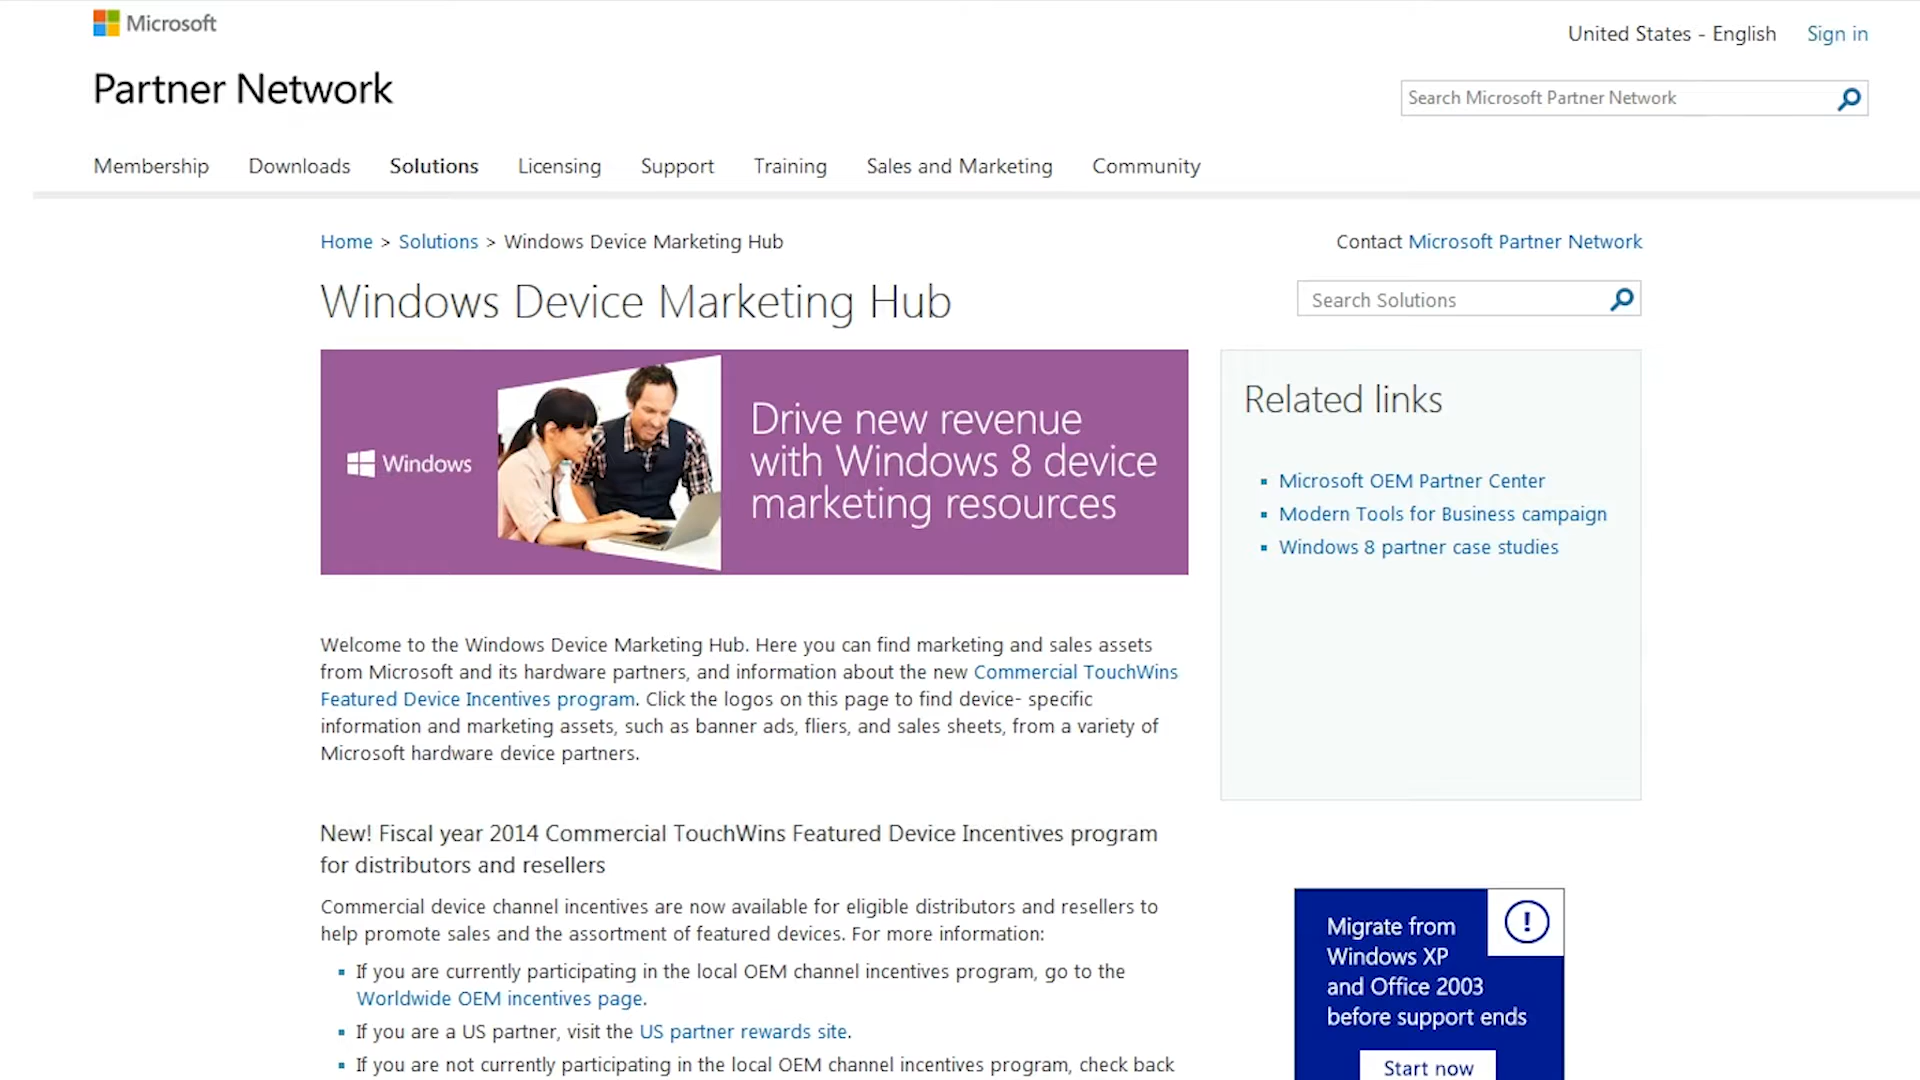 Microsoft
United States - English Sign in
Partner Network
Search Microsoft Partner Network
Membership Downloads Solutions Licensing Support Training Sales and Marketing Community
Home > Solutions > Windows Device Marketing Hub
Contact Microsoft Partner Network
Windows Device Marketing Hub
Search Solutions
Windows
Drive new revenue
with Windows 8 device
marketing resources
Related links
Microsoft OEM Partner Center
Modern Tools for Business campaign
Windows 8 partner case studies
Welcome to the Windows Device Marketing Hub. Here you can find marketing and sales assets
from Microsoft and its hardware partners, and information about the new Commercial TouchWins
Featured Device Incentives program. Click the logos on this page to find device- specific
information and marketing assets, such as banner ads, fliers, and sales sheets, from a variety of
Microsoft hardware device partners.
New! Fiscal year 2014 Commercial TouchWins Featured Device Incentives program
for distributors and resellers
Commercial device channel incentives are now available for eligible distributors and resellers to
help promote sales and the assortment of featured devices. For more information:
If you are currently participating in the local OEM channel incentives program, go to the
Worldwide OEM incentives page.
If you are a US partner, visit the US partner rewards site.
If you are not currently participating in the local OEM channel incentives program, check back
Migrate from
Windows XP
and Office 2003
before support ends
Start now